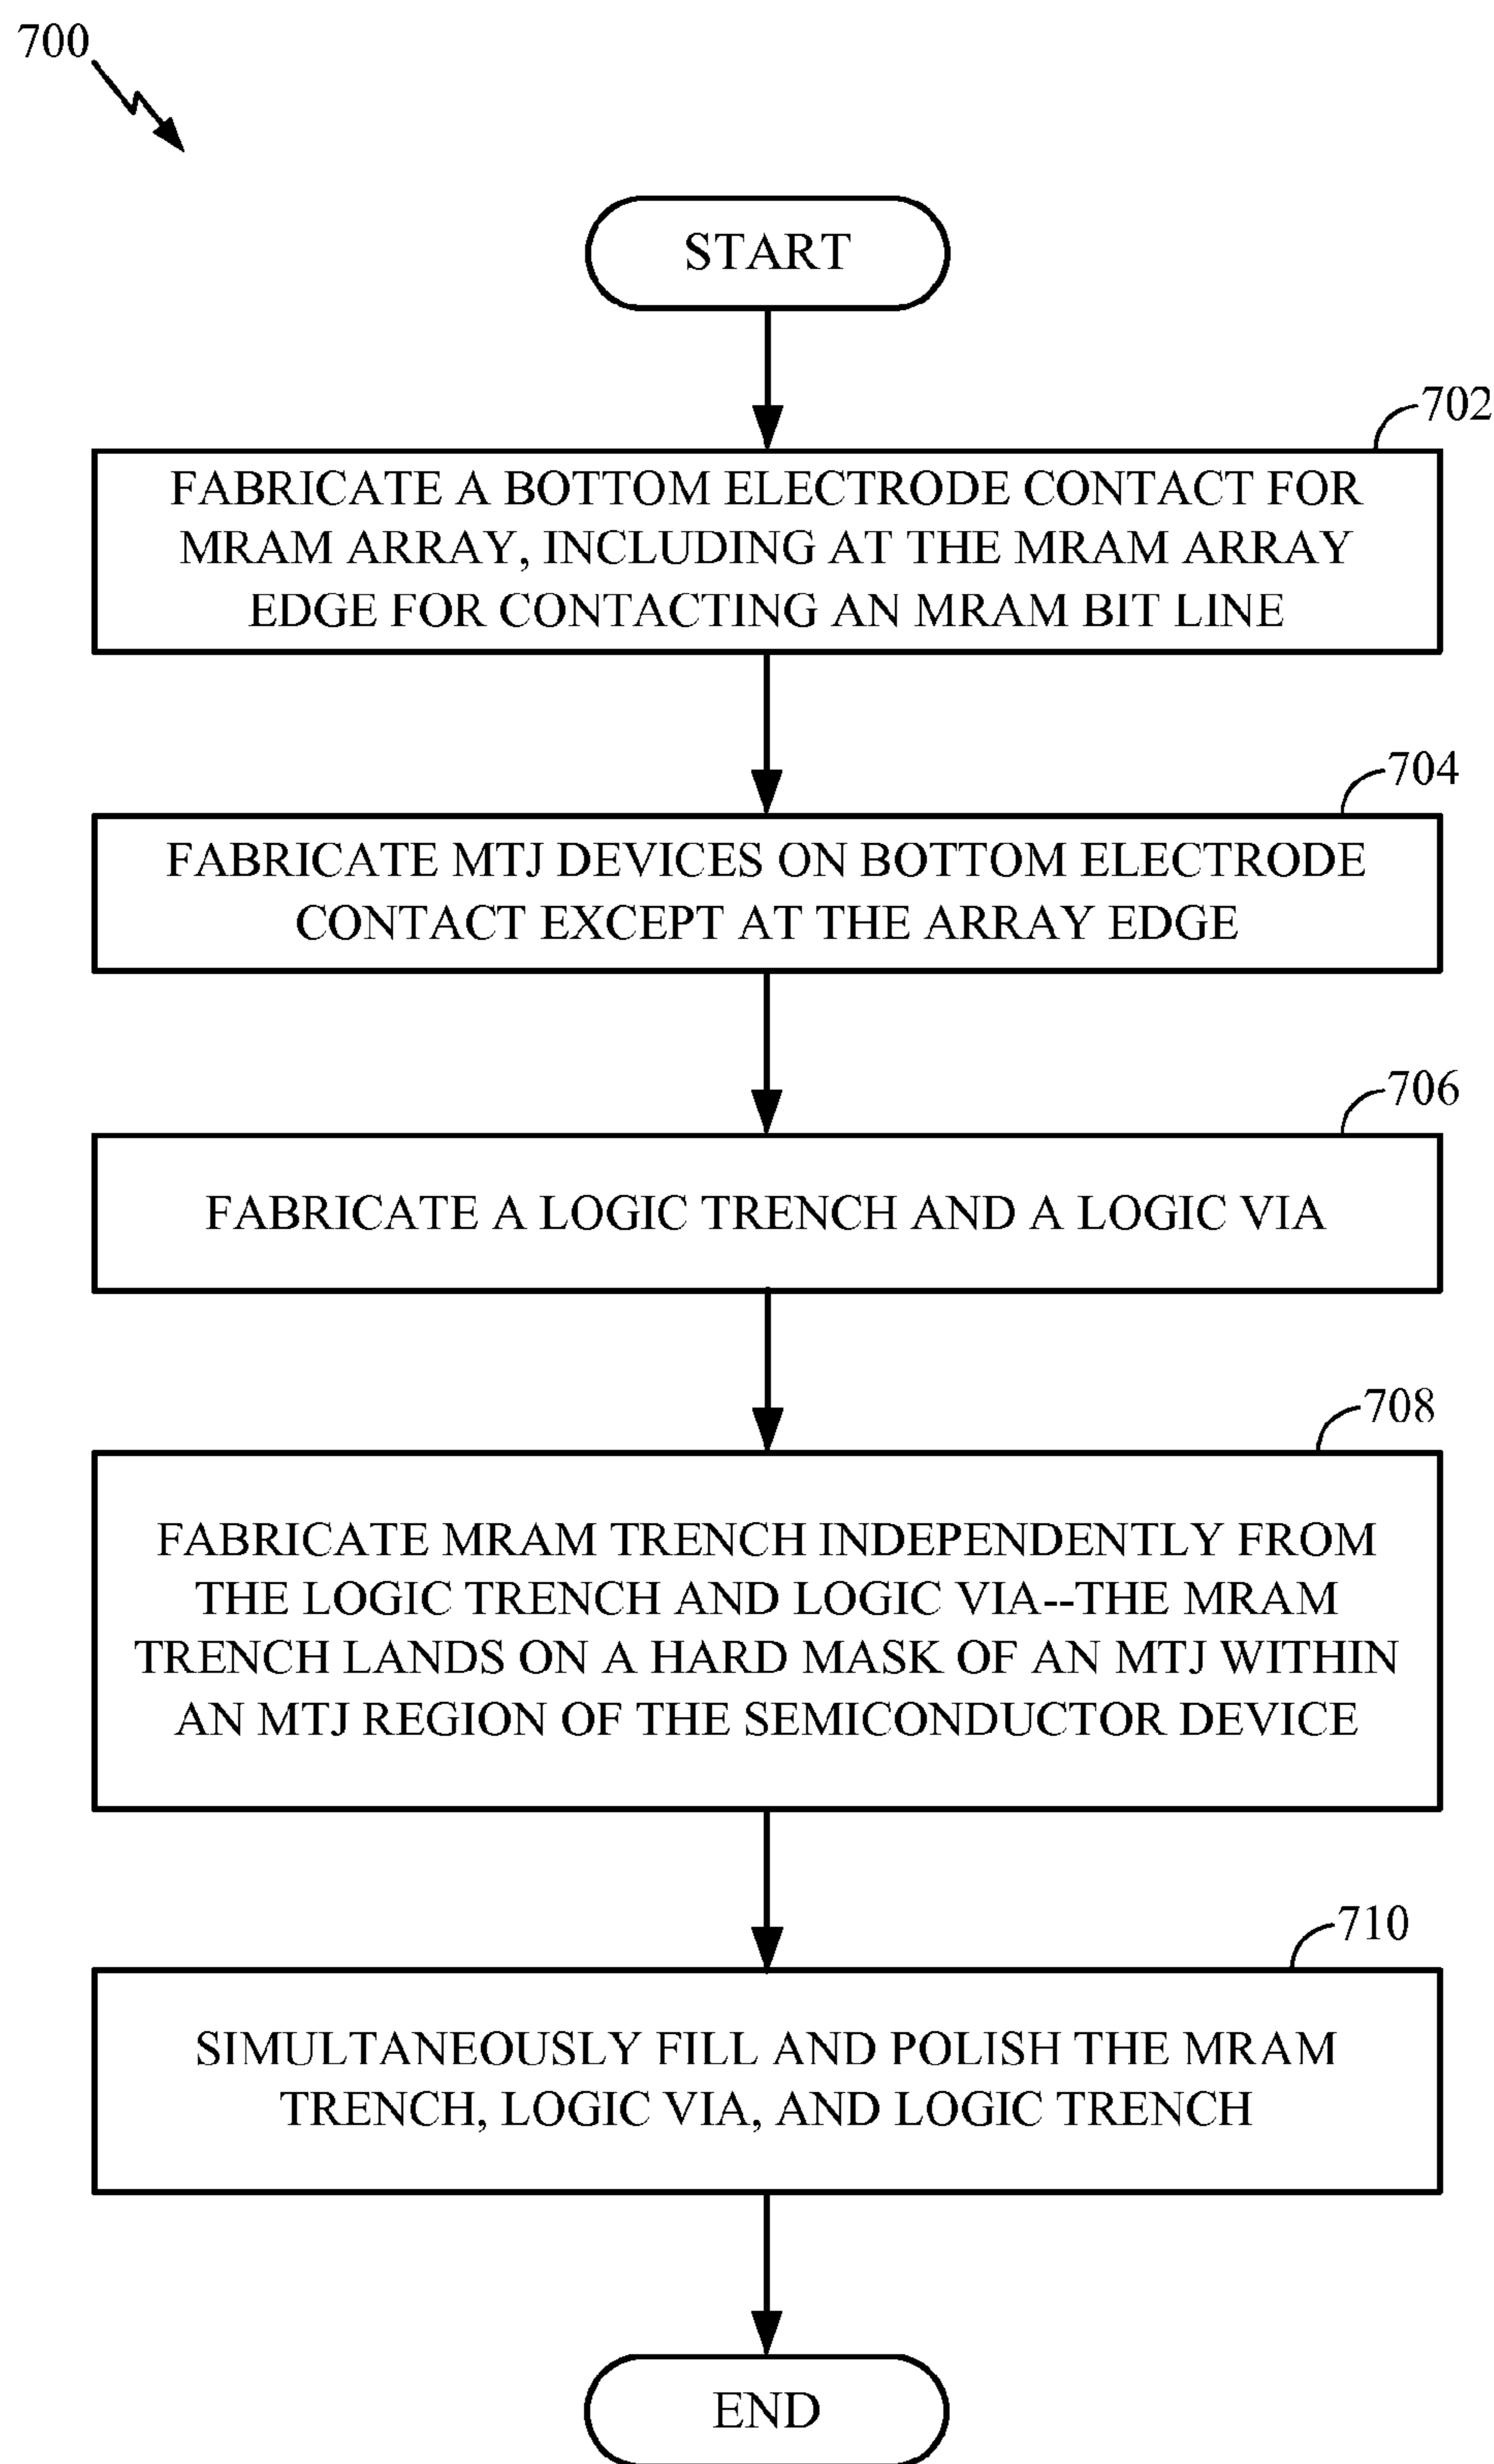 700
START
702
FABRICATE A BOTTOM ELECTRODE CONTACT FOR
MRAM ARRAY, INCLUDING AT THE MRAM ARRAY
EDGE FOR CONTACTING AN MRAM BIT LINE
704
FABRICATE MTJ DEVICES ON BOTTOM ELECTRODE
CONTACT EXCEPT AT THE ARRAY EDGE
706
FABRICATE A LOGIC TRENCH AND A LOGIC VIA
708
FABRICATE MRAM TRENCH INDEPENDENTLY FROM
THE LOGIC TRENCH AND LOGIC VIA--THE MRAM
TRENCH LANDS ON A HARD MASK OF AN MTJ WITHIN
AN MTJ REGION OF THE SEMICONDUCTOR DEVICE
710
SIMULTANEOUSLY FILL AND POLISH THE MRAM
TRENCH, LOGIC VIA, AND LOGIC TRENCH
END